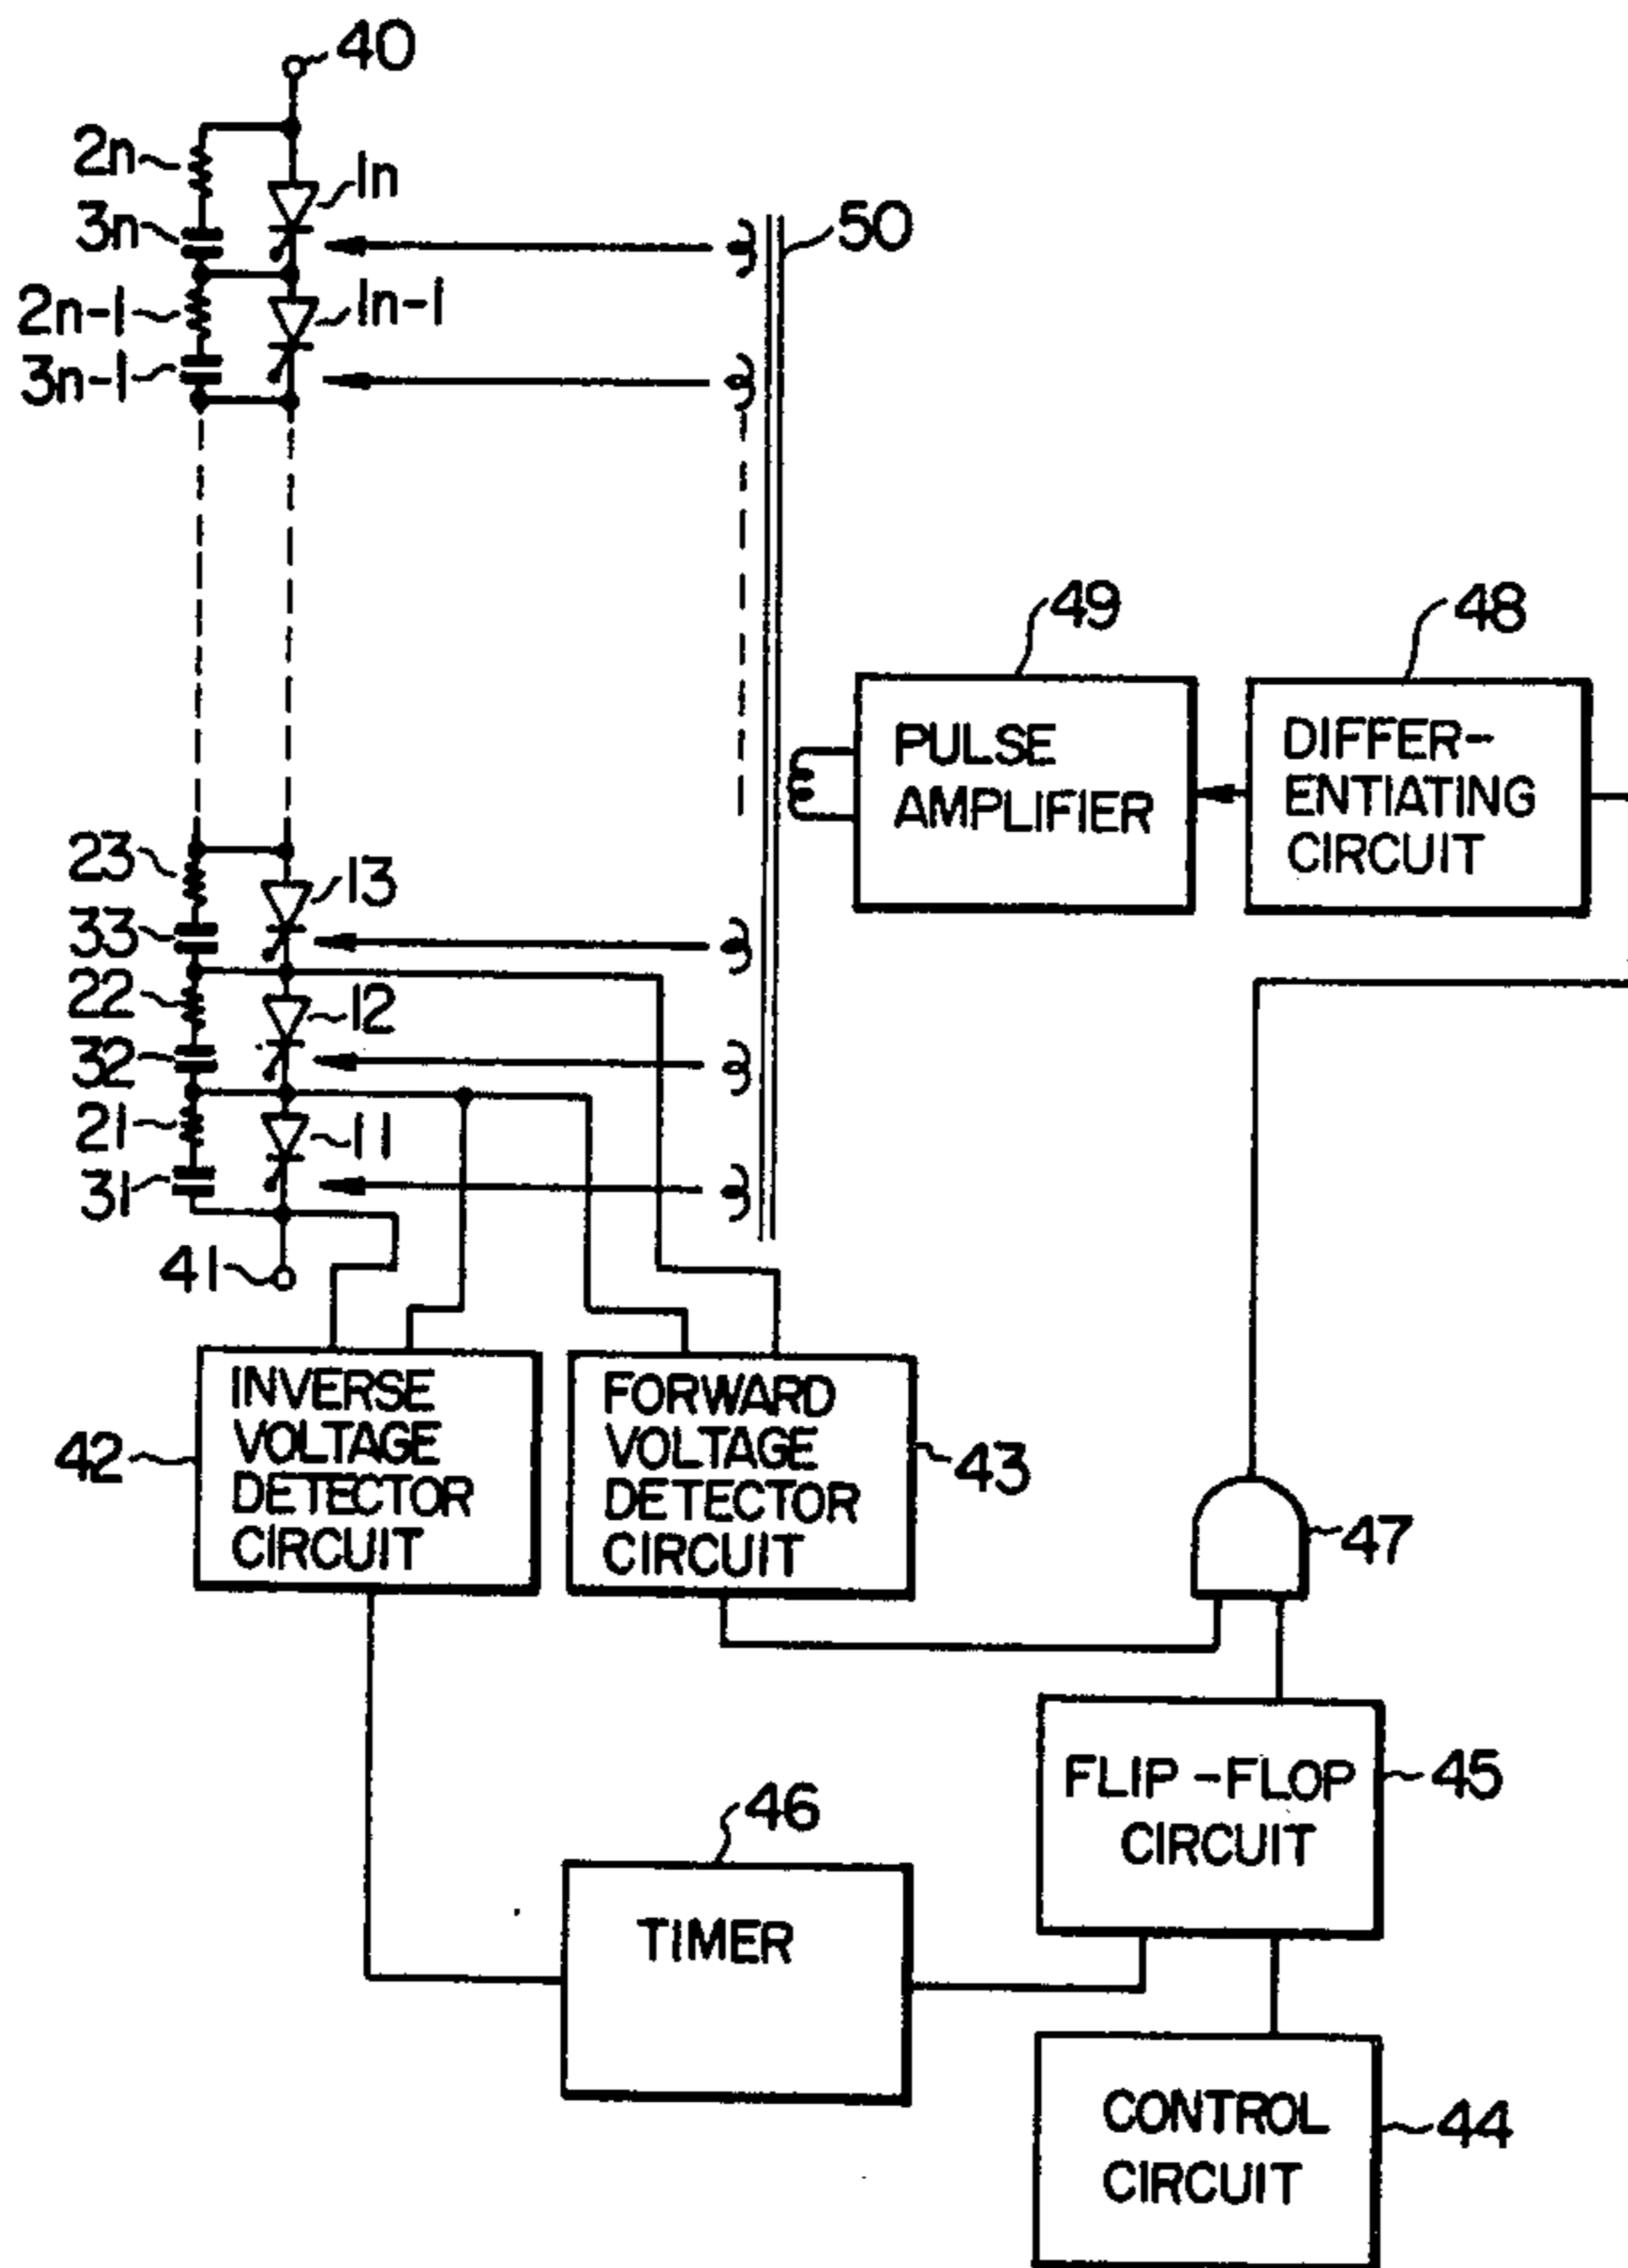 40
2n
1n
3n
50
2n-1
1n-1
3n-1
49
48
PULSE
AMPLIFIER
DIFFER-
ENTIATING
CIRCUIT
23
13
33
22
12
32
21
11
31
41
INVERSE
VOLTAGE
DETECTOR
CIRCUIT
42
FORWARD
VOLTAGE
DETECTOR
CIRCUIT
43
47
FLIP-FLOP
CIRCUIT
45
46
TIMER
CONTROL
CIRCUIT
44